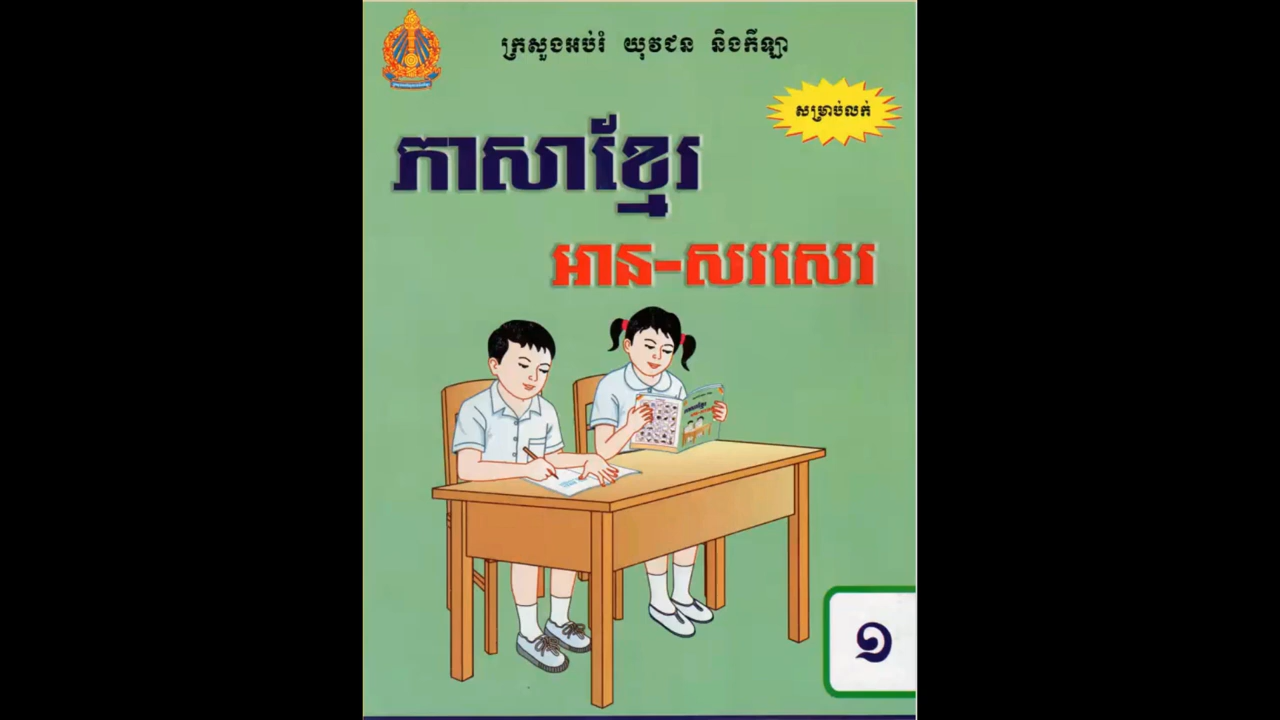 ក្រសួងអប់រំ យុវជន និងកីឡា
សម្រាប់លក់
ភាសាខ្មែរ
អាន-សរសេរ
១